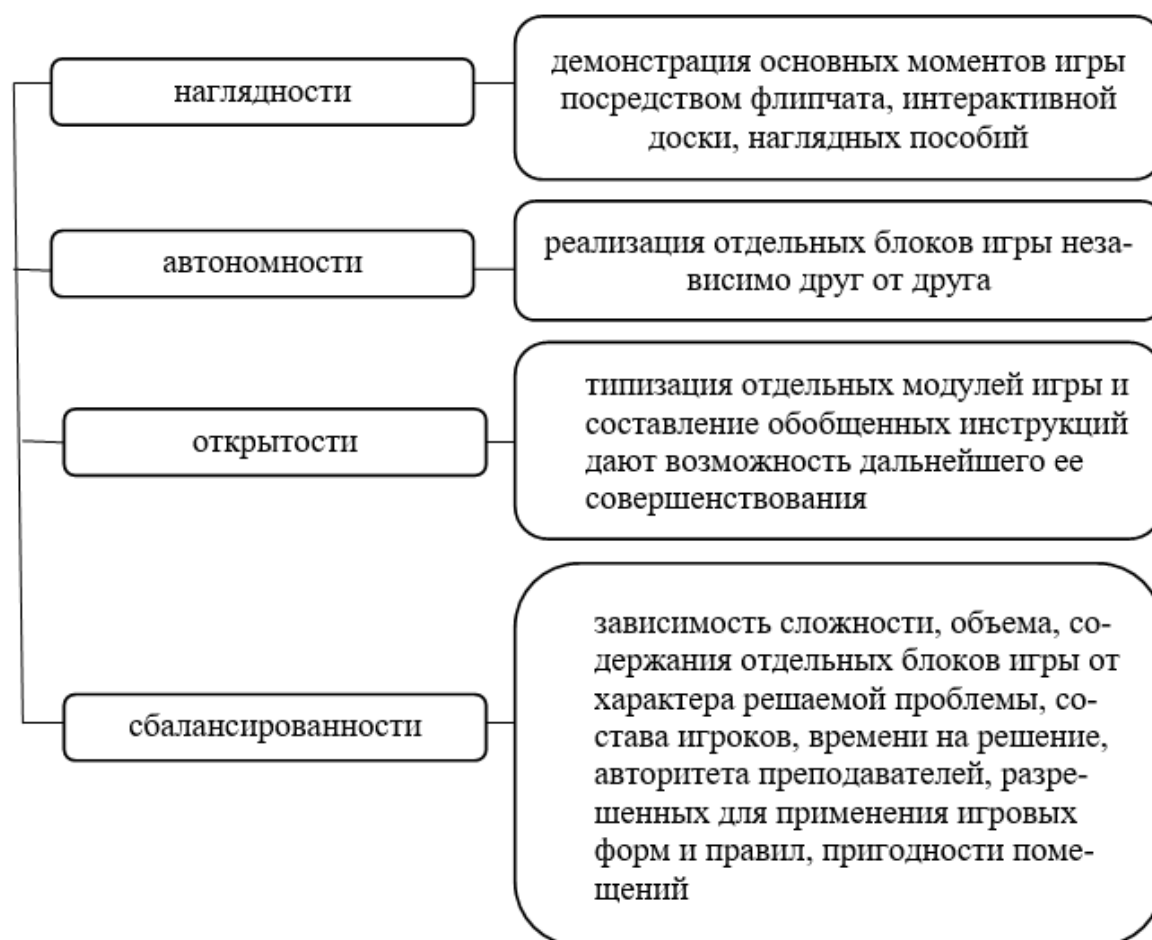 наглядности
демонстрация основных моментов игры
посредством флипчата, интерактивной
доски, наглядных пособий
автономности
реализация отдельных блоков игры неза-
висимо друг от друга
открытости
типизация отдельных модулей игры и
составление обобщенных инструкций
дают возможность дальнейшего ее
совершенствования
сбалансированности
зависимость сложности, объема, со-
держания отдельных блоков игры от
характера решаемой проблемы, со-
става игроков, времени на решение,
авторитета преподавателей, разре-
шенных для применения игровых
форм и правил, пригодности поме-
щений